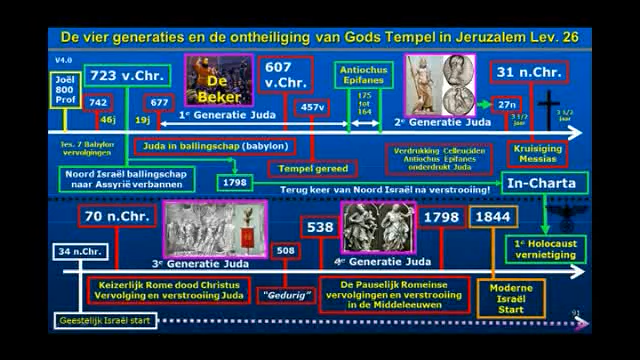 De vier generaties en de ontheiliging van Gods Tempel in Jeruzalem Lev. 26
V4.0
Joël
800
Prof
723 v.Chr.
742
46j
19j
677
De
Beker
607
v.Chr.
1e Generatie Juda
457v
Antiochus
Epifanes
175
tot
164
2e Generatie Juda
27n
31 n.Chr.
3 1/2
jaar
3 1/2
jaar
Kruisiging
Messias
Jes. 7 Babylon
vervolgingen
Juda in ballingschap (babylon)
Tempel gereed
Verdrukking Celleuciden
Antiochus Epifanes
onderdrukt Juda
Noord Israël ballingschap
naar Assyrië verbannen
1798
Terug keer van Noord Israël na verstrooiing!
In-Charta
70 n.Chr.
34 n.Chr.
3e Generatie Juda
508
538
4e Generatie Juda
1798
1844
1e Holocaust
vernietiging
Keizerlijk Rome dood Christus
Vervolging en verstrooiing Juda
"Gedurig"
De Pauselijk Romeinse
vervolgingen en verstrooiing
in de Middeleeuwen
Moderne
Israël
Start
Geestelijk Israël start
91